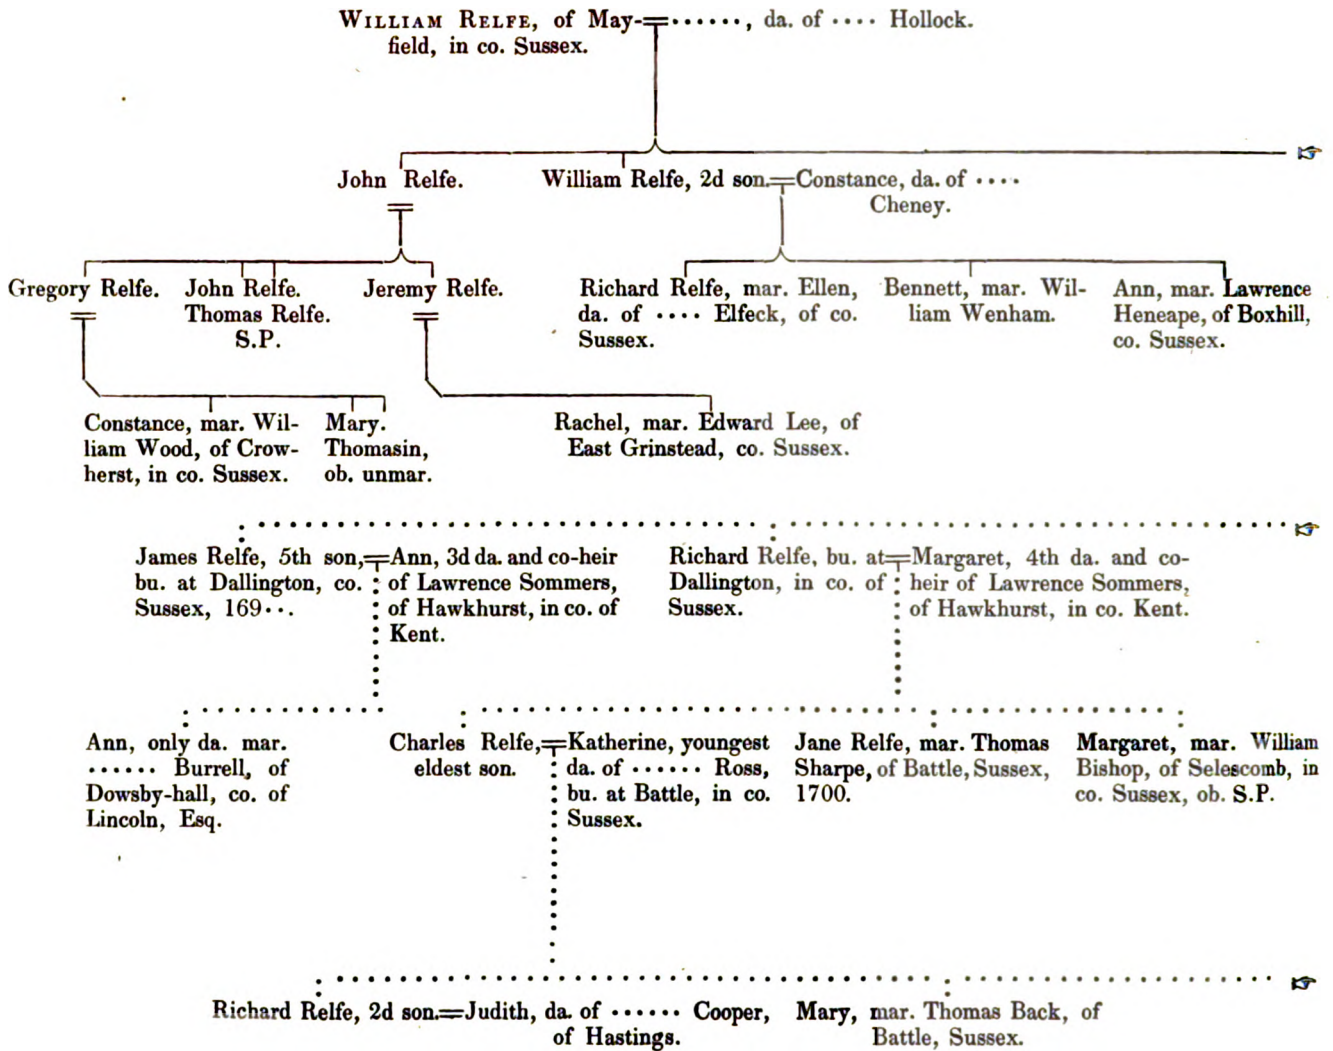 WILLIAM RELFE, of May-
field, in co. Sussex.
······, da. of ···· Hollock.
John Relfe.
William Relfe, 2d son.
Constance, da. of ····
Cheney.
Gregory Relfe.
John Relfe.
Thomas Relfe.
S.P.
Jeremy Relfe.
Richard Relfe, mar. Ellen,
da. of ···· Elfeck, of co.
Sussex.
Bennett, mar. Wil-
liam Wenham.
Ann, mar. Lawrence
Heneape, of Boxhill,
co. Sussex.
Constance, mar. Wil-
liam Wood, of Crow-
herst, in co. Sussex.
Mary.
Thomasin,
ob. unmar.
Rachel, mar. Edward Lee, of
East Grinstead, co. Sussex.
James Relfe, 5th son,
bu. at Dallington, co.
Sussex, 169···
Ann, 3d da. and co-heir
of Lawrence Sommers,
of Hawkhurst, in co. of
Kent.
Richard Relfe, bu. at
Dallington, in co. of
Sussex.
Margaret, 4th da. and co-
heir of Lawrence Sommers,
of Hawkhurst, in co. Kent.
Ann, only da. mar.
······ Burrell, of
Dowsby-hall, co. of
Lincoln, Esq.
Charles Relfe,
eldest son.
Katherine, youngest
da. of ······ Ross,
bu. at Battle, in co.
Sussex.
Jane Relfe, mar. Thomas
Sharpe, of Battle, Sussex,
1700.
Margaret, mar. William
Bishop, of Selescomb, in
co. Sussex, ob. S.P.
Richard Relfe, 2d son.=Judith, da. of ······ Cooper,
of Hastings.
Mary, mar. Thomas Back, of
Battle, Sussex.